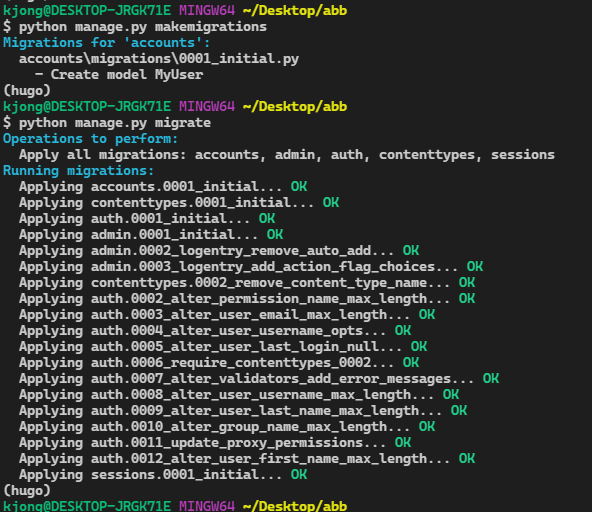 kjong@DESKTOP-JRGK71E MINGW64 ~/Desktop/abb
$ python manage.py makemigrations
Migrations for 'accounts':
  accounts\migrations\0001_initial.py
    - Create model MyUser
(hugo)
kjong@DESKTOP-JRGK71E MINGW64 ~/Desktop/abb
$ python manage.py migrate
Operations to perform:
  Apply all migrations: accounts, admin, auth, contenttypes, sessions
Running migrations:
  Applying accounts.0001_initial... OK
  Applying contenttypes.0001_initial... OK
  Applying auth.0001_initial... OK
  Applying admin.0001_initial... OK
  Applying admin.0002_logentry_remove_auto_add... OK
  Applying admin.0003_logentry_add_action_flag_choices... OK
  Applying contenttypes.0002_remove_content_type_name... OK
  Applying auth.0002_alter_permission_name_max_length... OK
  Applying auth.0003_alter_user_email_max_length... OK
  Applying auth.0004_alter_user_username_opts... OK
  Applying auth.0005_alter_user_last_login_null... OK
  Applying auth.0006_require_contenttypes_0002... OK
  Applying auth.0007_alter_validators_add_error_messages... OK
  Applying auth.0008_alter_user_username_max_length... OK
  Applying auth.0009_alter_user_last_name_max_length... OK
  Applying auth.0010_alter_group_name_max_length... OK
  Applying auth.0011_update_proxy_permissions... OK
  Applying auth.0012_alter_user_first_name_max_length... OK
  Applying sessions.0001_initial... OK
(hugo)
kjong@DESKTOP-JRGK71E MINGW64 ~/Desktop/abb